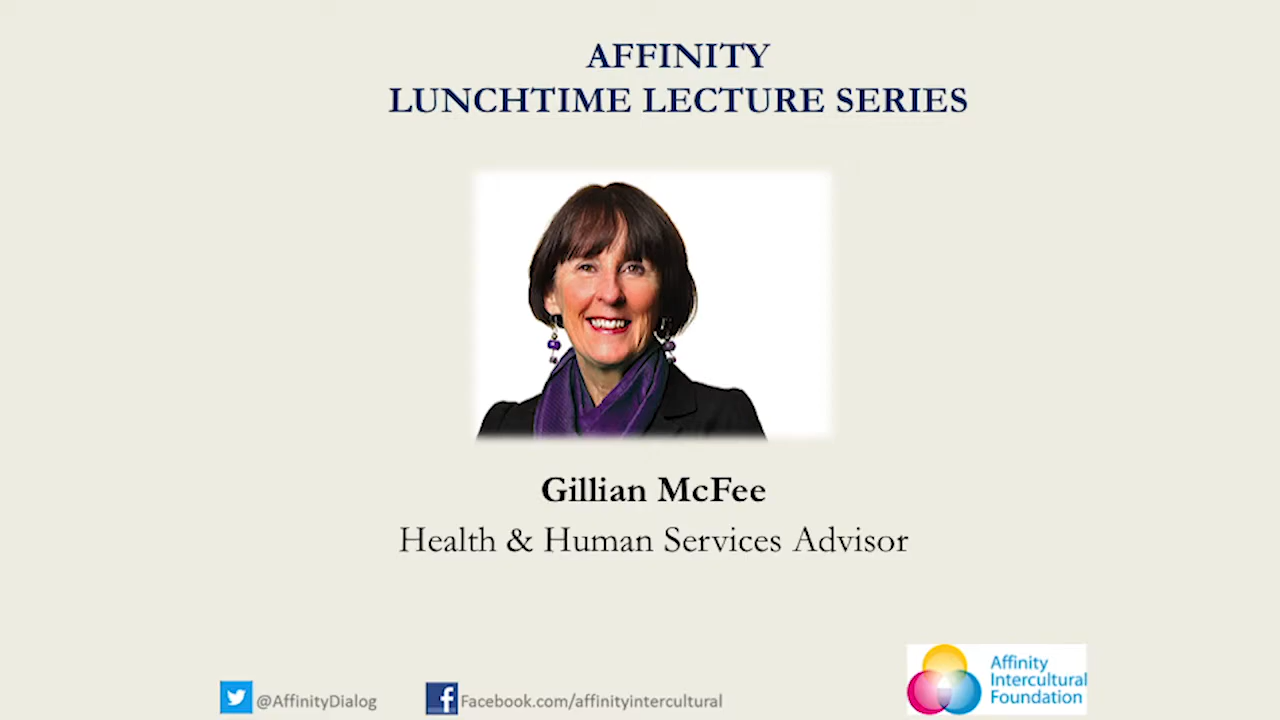 AFFINITY
LUNCHTIME LECTURE SERIES
Gillian McFee
Health & Human Services Advisor
@AffinityDialog
Facebook.com/affinityintercultural
Affinity
Intercultural
Foundation